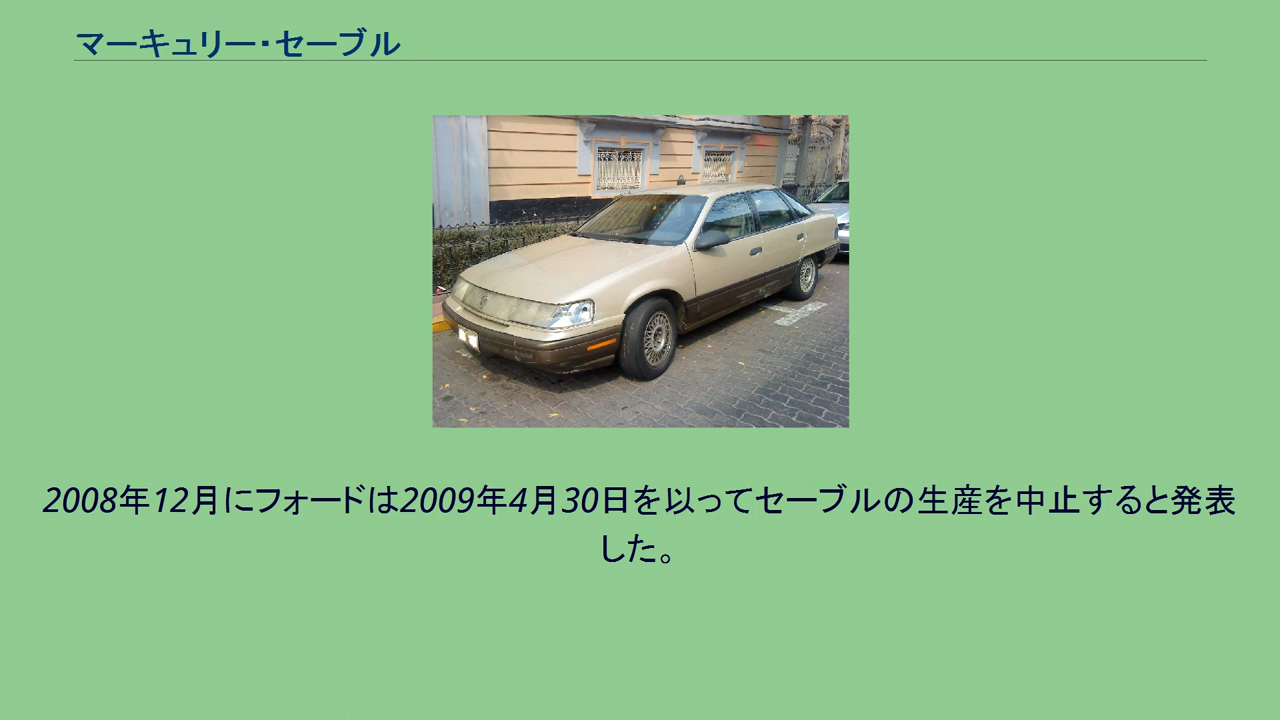 マーキュリー・セーブル
2008年12月にフォードは2009年4月30日を以ってセーブルの生産を中止すると発表
した。